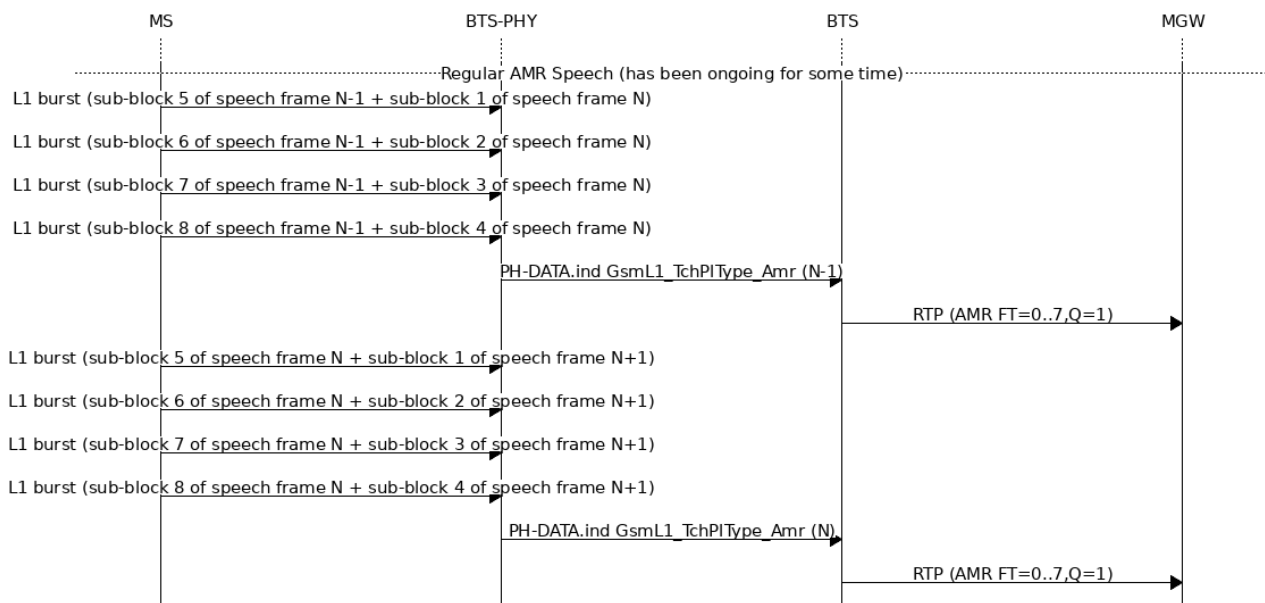 MS BTS-PHY BTS MGW
Regular AMR Speech (has been ongoing for some time)
L1 burst (sub-block 5 of speech frame N-1 + sub-block 1 of speech frame N)
L1 burst (sub-block 6 of speech frame N-1 + sub-block 2 of speech frame N)
L1 burst (sub-block 7 of speech frame N-1 + sub-block 3 of speech frame N)
L1 burst (sub-block 8 of speech frame N-1 + sub-block 4 of speech frame N)
PH-DATA.ind GsmL1_TchPlType_Amr (N-1)
RTP (AMR FT=0..7,Q=1)
L1 burst (sub-block 5 of speech frame N + sub-block 1 of speech frame N+1)
L1 burst (sub-block 6 of speech frame N + sub-block 2 of speech frame N+1)
L1 burst (sub-block 7 of speech frame N + sub-block 3 of speech frame N+1)
L1 burst (sub-block 8 of speech frame N + sub-block 4 of speech frame N+1)
PH-DATA.ind GsmL1_TchPlType_Amr (N)
RTP (AMR FT=0..7,Q=1)